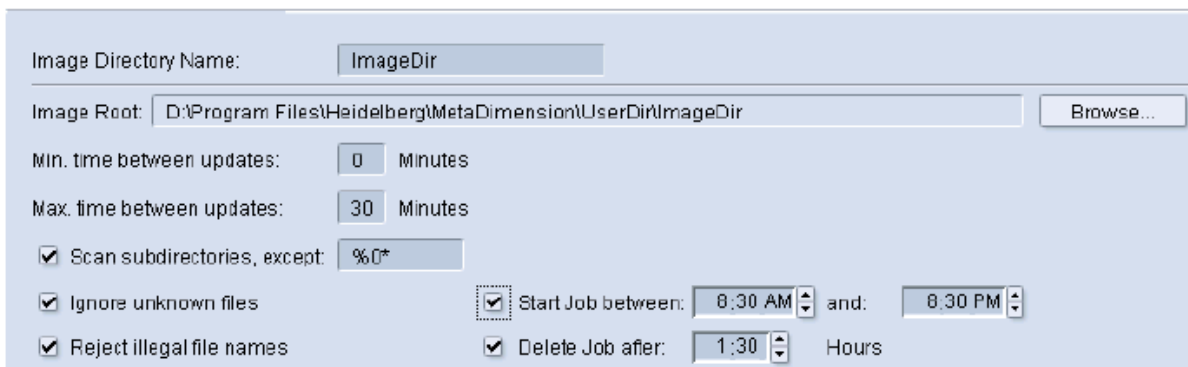 Image Directory Name: ImageDir
Image Root: D:\Program Files\Heidelberg\MetaDimension\UserDir\ImageDir Browse...
Min. time between updates: 0 Minutes
Max. time between updates: 30 Minutes
Scan subdirectories, except: %0*
Ignore unknown files Start Job between: 8:30 AM and: 8:30 PM
Reject illegal file names Delete Job after: 1:30 Hours